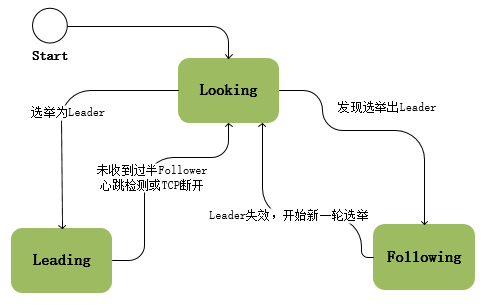 Start
Looking
选举为Leader
发现选举出Leader
未收到过半Follower
心跳检测或TCP断开
Leader失效，开始新一轮选举
Leading
Following